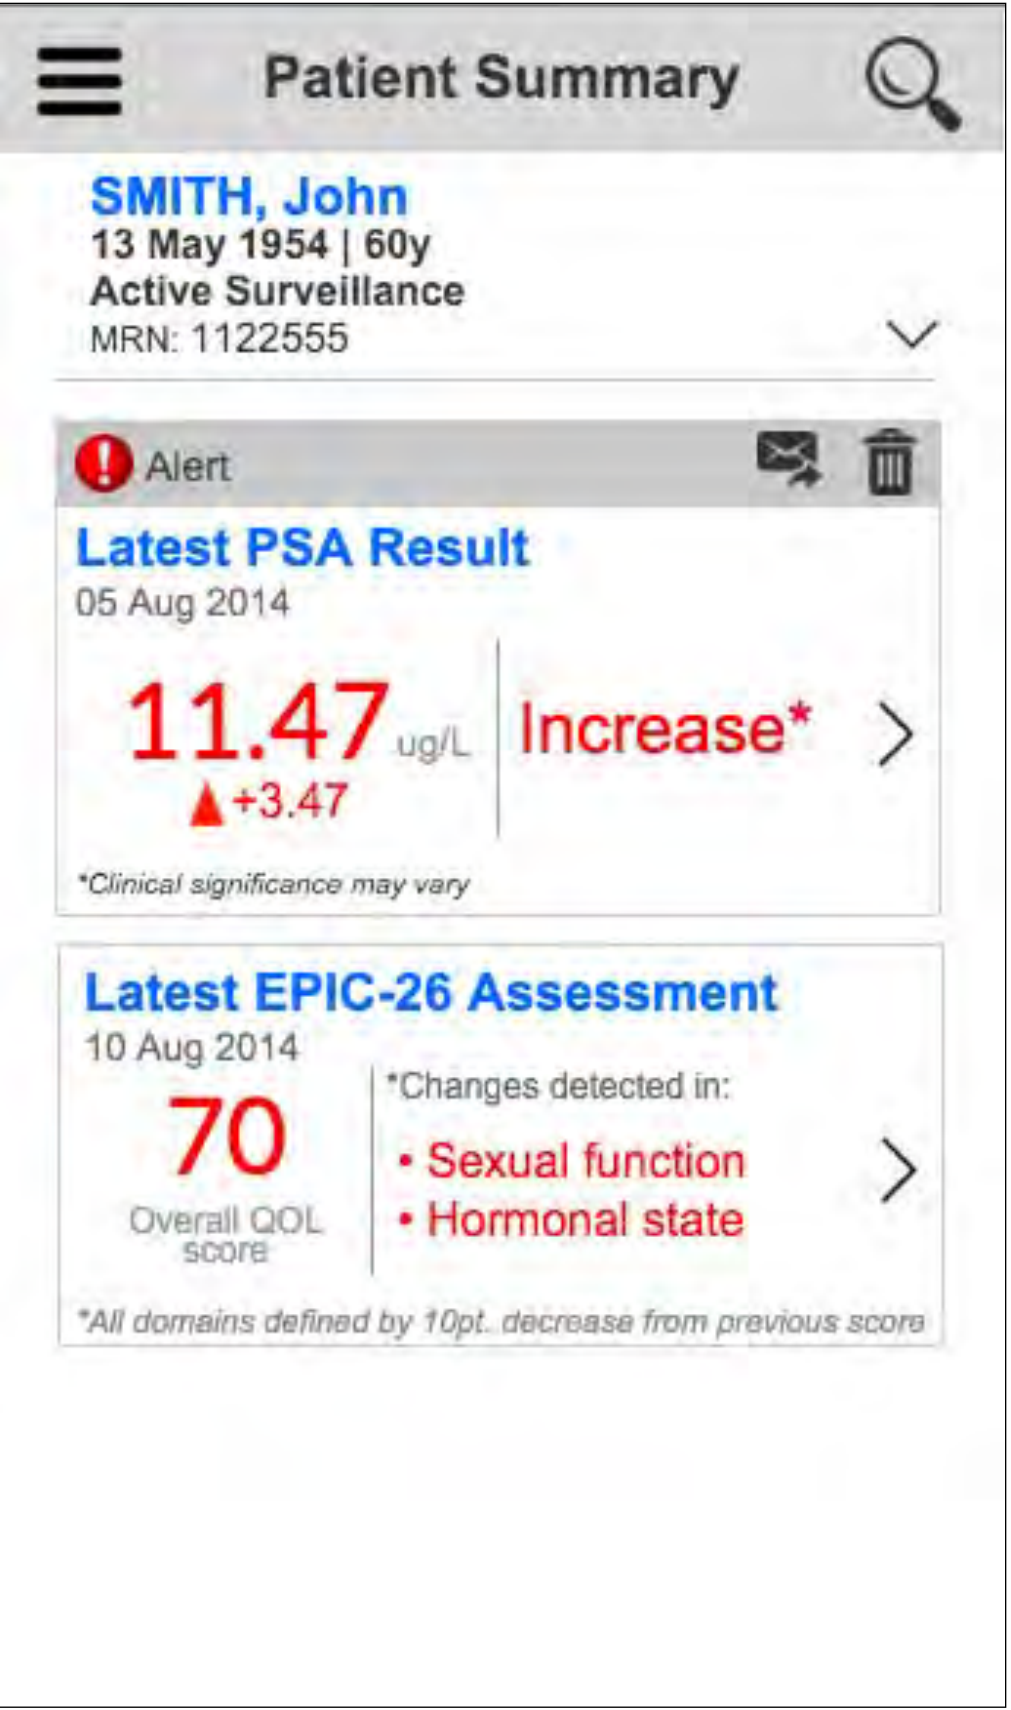 Patient Summary
SMITH, John
13 May 1954 | 60y
Active Surveillance
MRN: 1122555
Alert
Latest PSA Result
05 Aug 2014
11.47 ug/L
▲ +3.47
Increase*
*Clinical significance may vary
Latest EPIC-26 Assessment
10 Aug 2014
70
Overall QOL
score
*Changes detected in:
• Sexual function
• Hormonal state
*All domains defined by 10pt. decrease from previous score